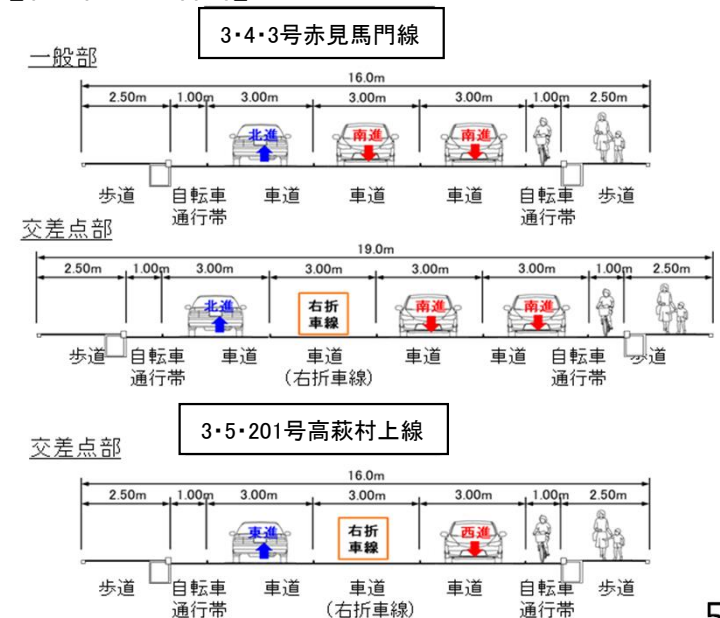 3・4・3号赤見馬門線
一般部
16.0m
2.50m 1.00m 3.00m 3.00m 3.00m 1.00m 2.50m
北進 南進 南進
歩道 自転車 車道 車道 車道 自転車 歩道
通行帯 通行帯
交差点部
19.0m
2.50m 1.00m 3.00m 3.00m 3.00m 3.00m 1.00m 2.50m
北進 右折 南進 南進
車線
歩道 自転車 車道 車道 車道 車道 自転車 歩道
通行帯 (右折車線) 通行帯
3・5・201号高萩村上線
交差点部
16.0m
2.50m 1.00m 3.00m 3.00m 3.00m 1.00m 2.50m
東進 右折 西進
車線
歩道 自転車 車道 車道 車道 自転車 歩道
通行帯 (右折車線) 通行帯
5